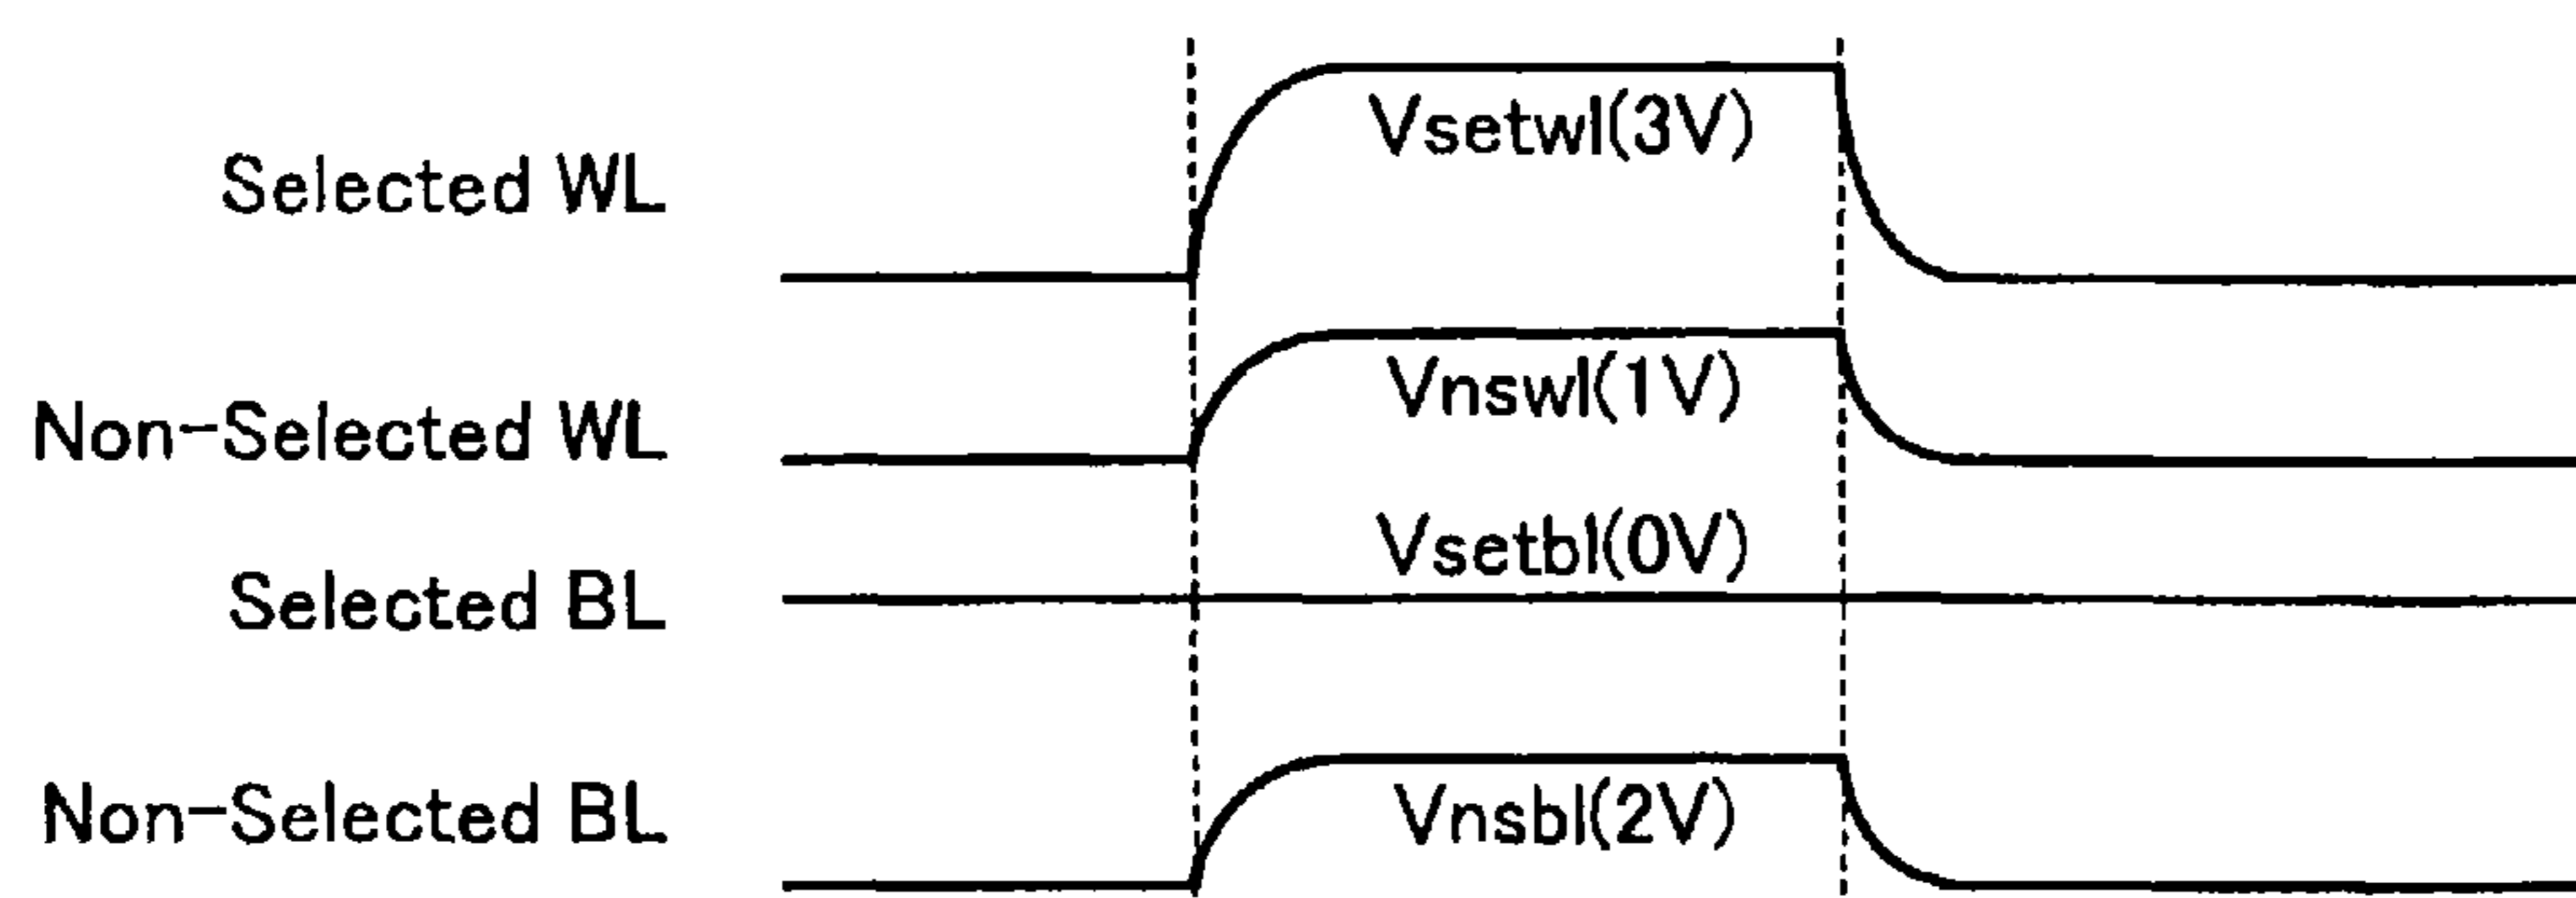 Selected WL
Vsetwl(3V)
Non-Selected WL
Vnswl(1V)
Selected BL
Vsetbl(0V)
Non-Selected BL
Vnsbl(2V)